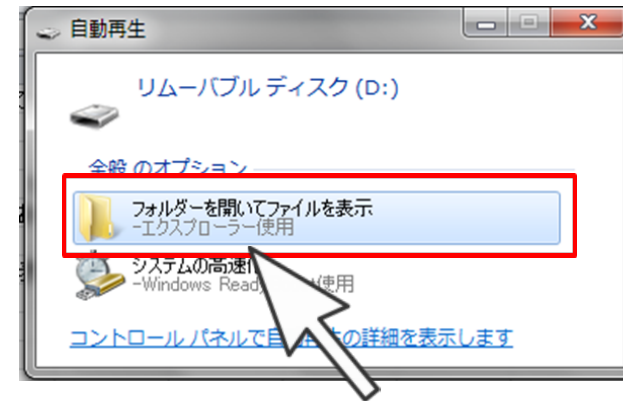 自動再生
リムーバブル ディスク (D:)
全般 のオプション
フォルダーを開いてファイルを表示
-エクスプローラー使用
システムの高速
-Windows Read 使用
コントロール パネルで自 の詳細を表示します